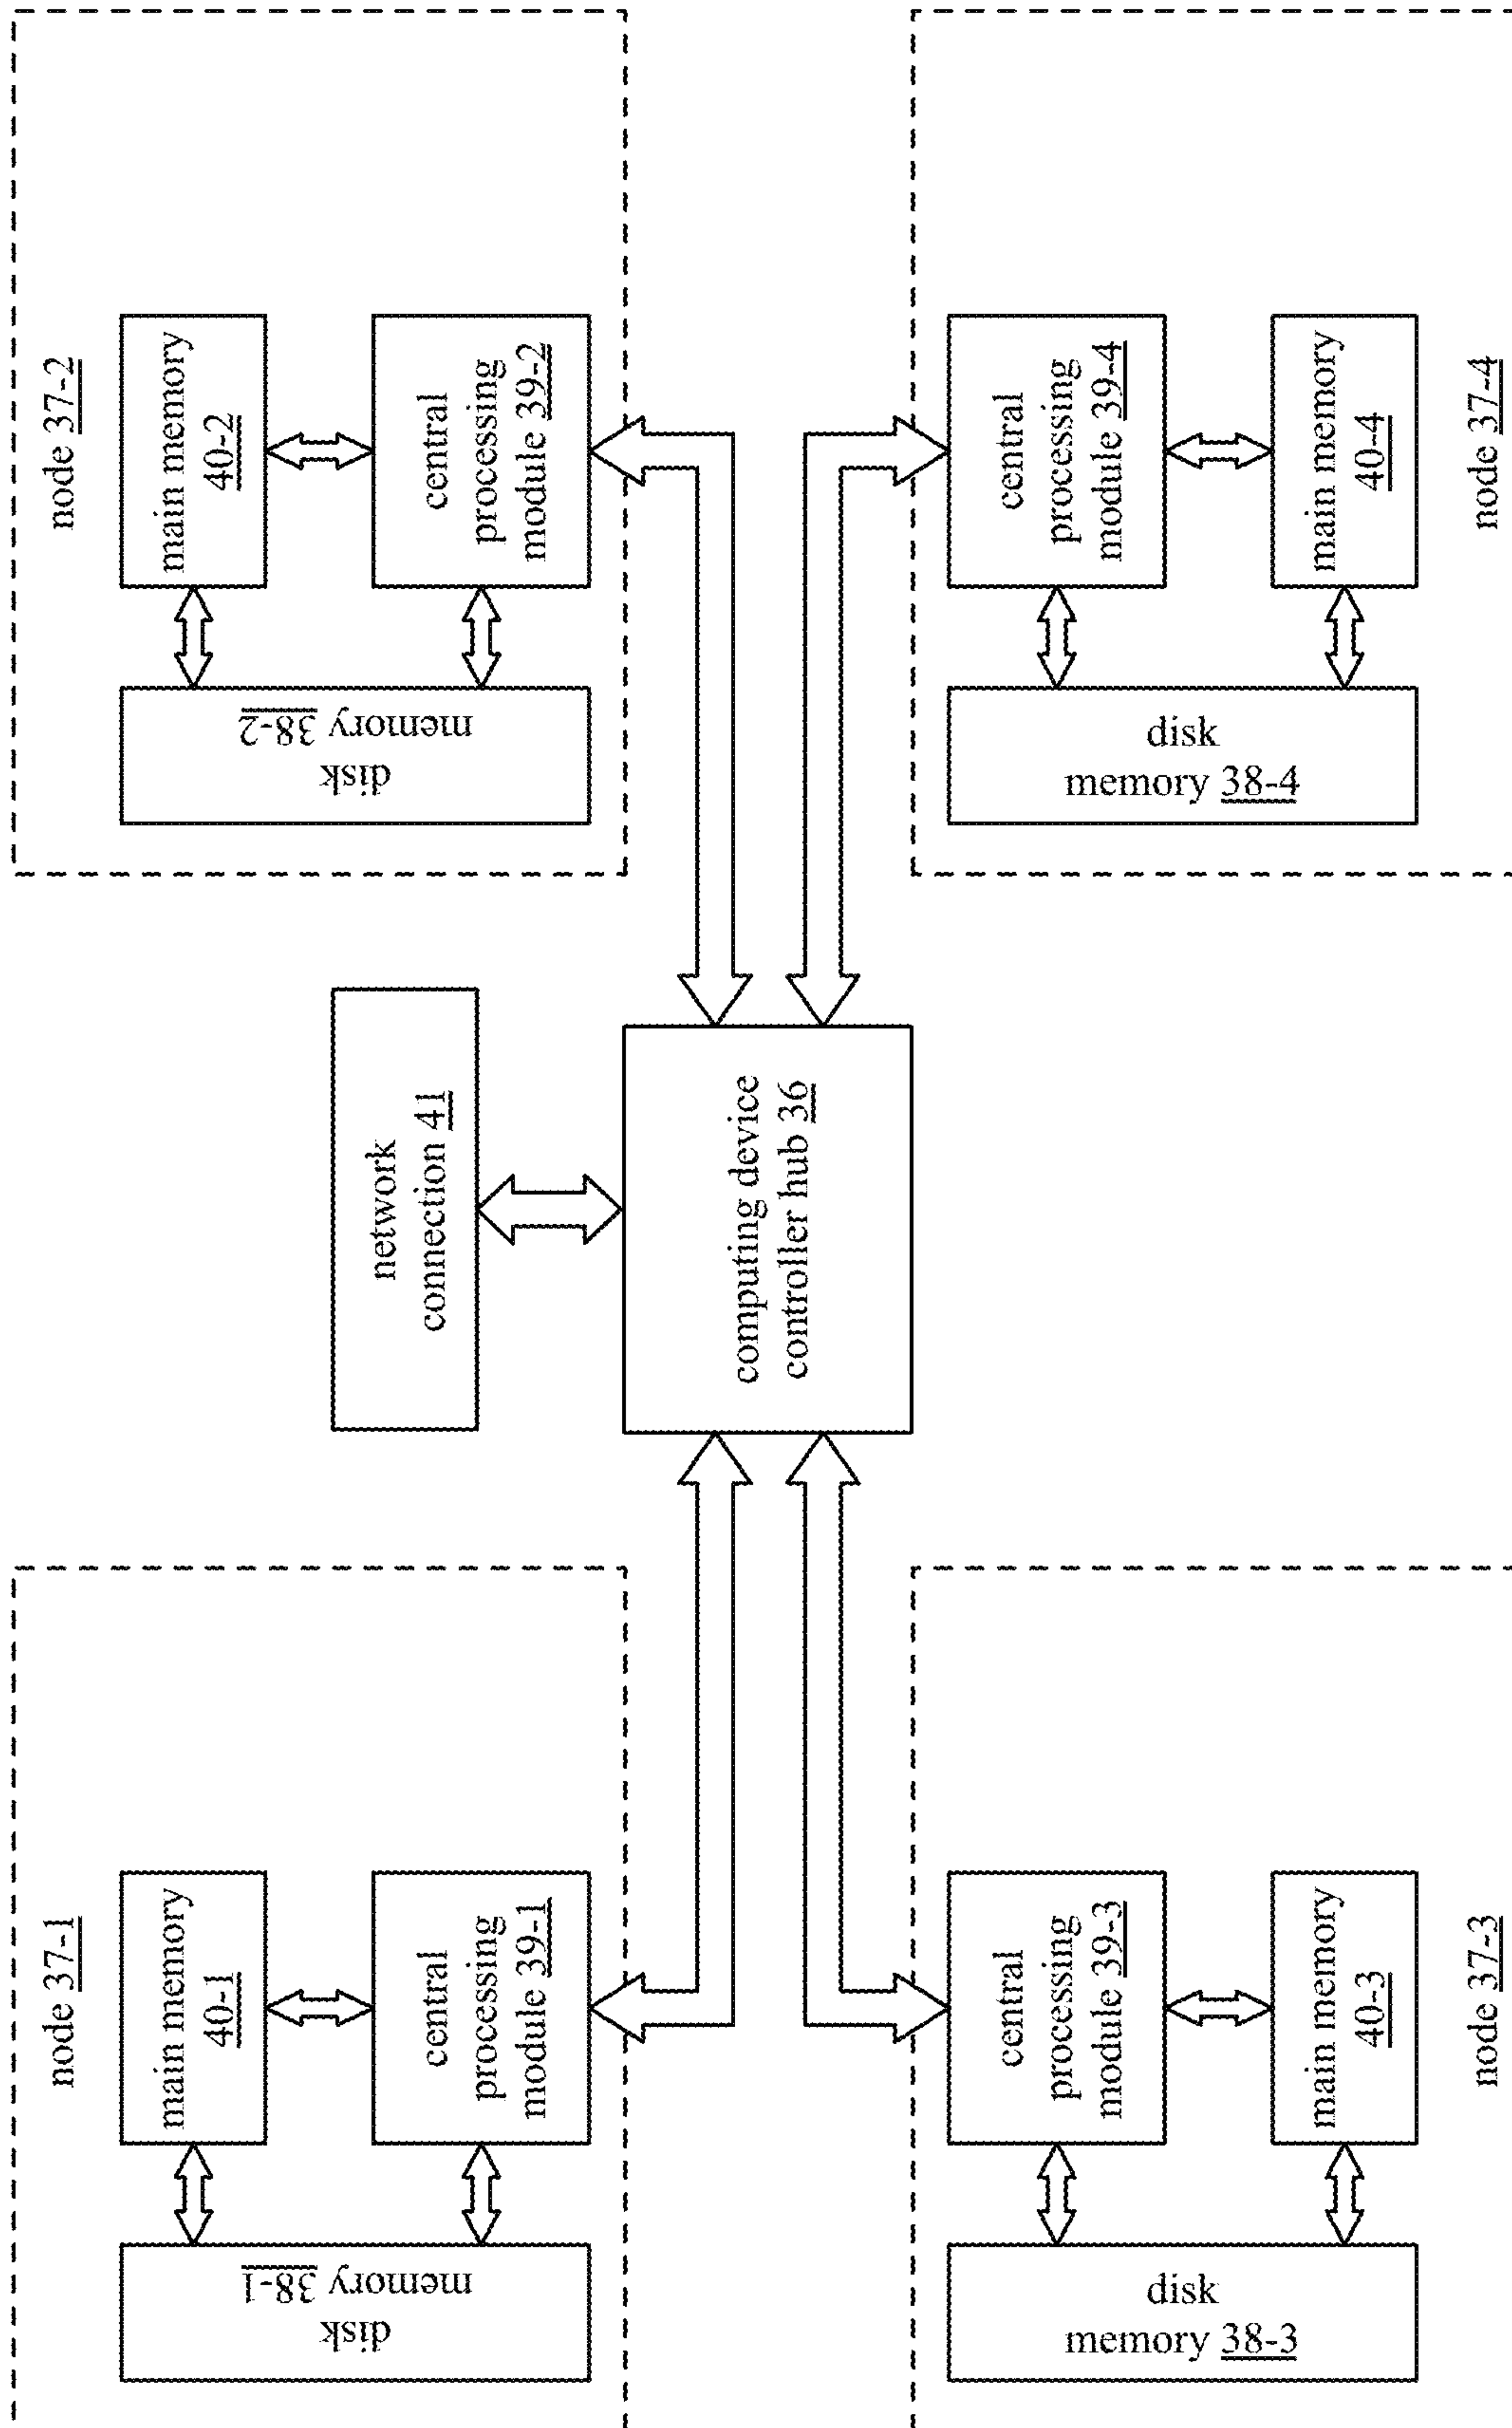 node 37-1
main memory
40-1
central
processing
module 39-1
disk
memory 38-1
node 37-2
main memory
40-2
central
processing
module 39-2
disk
memory 38-2
network
connection 41
computing device
controller hub 36
central
processing
module 39-3
main memory
40-3
disk
memory 38-3
node 37-3
central
processing
module 39-4
main memory
40-4
disk
memory 38-4
node 37-4